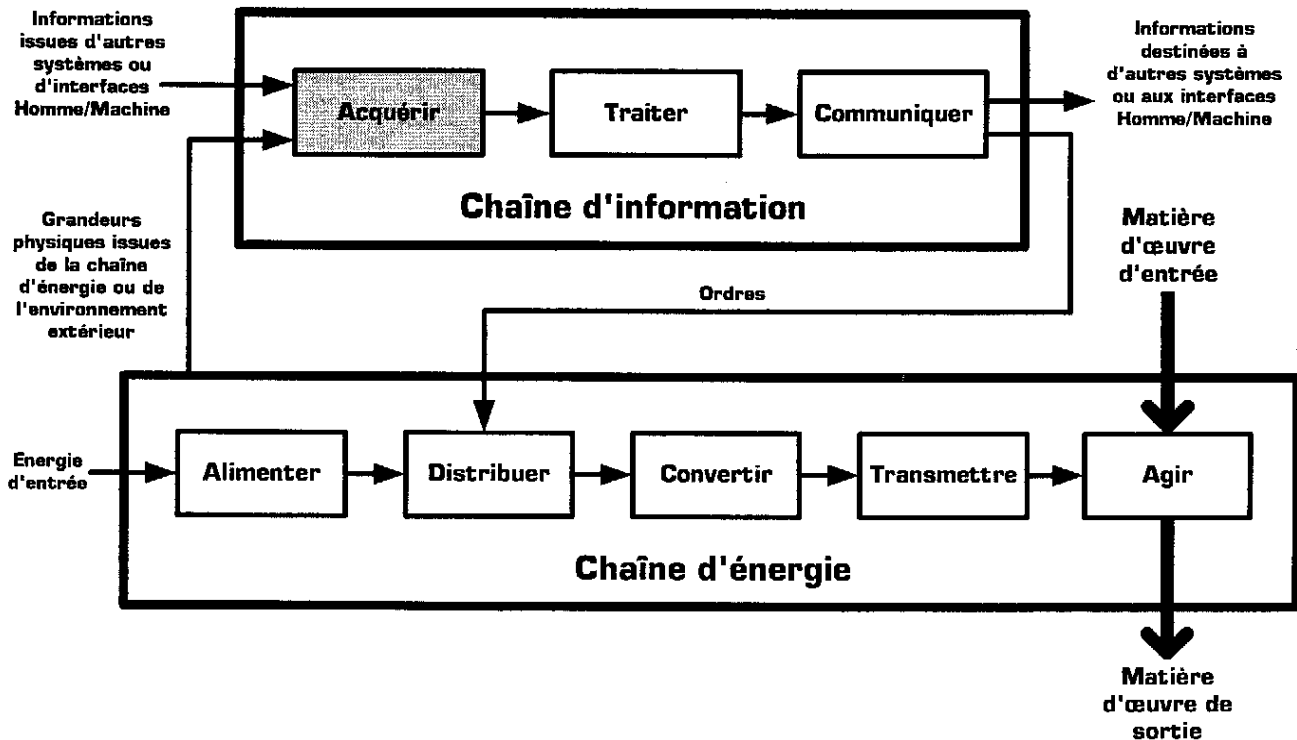 Informations
issues d'autres
systèmes ou
d'interfaces
Homme/Machine
Acquérir
Traiter
Communiquer
Informations
destinées à
d'autres systèmes
ou aux interfaces
Homme/Machine
Chaîne d'information
Grandeurs
physiques issues
de la chaîne
d'énergie ou de
l'environnement
extérieur
Ordres
Matière
d'œuvre
d'entrée
Energie
d'entrée
Alimenter
Distribuer
Convertir
Transmettre
Agir
Chaîne d'énergie
Matière
d'œuvre de
sortie